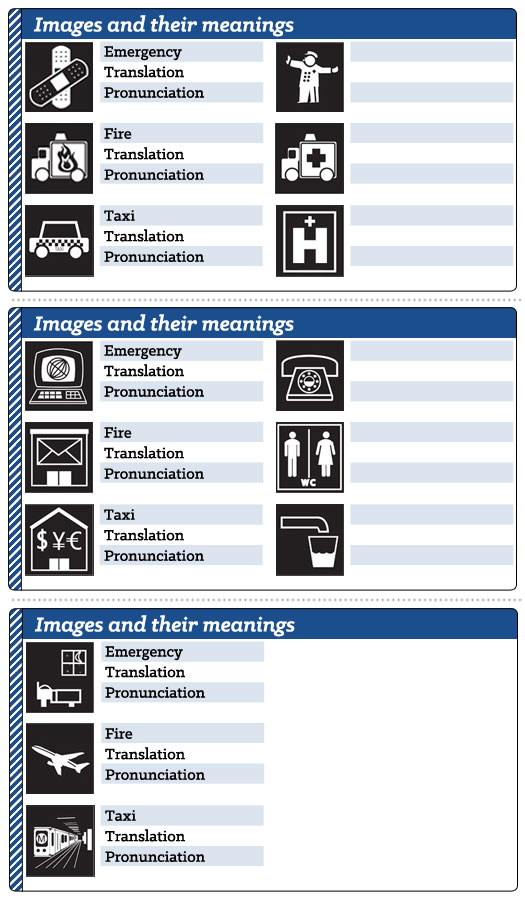 Images and their meanings
Emergency
Translation
Pronunciation
Fire
Translation
Pronunciation
Taxi
Translation
Pronunciation
TAXI
H
Images and their meanings
Emergency
Translation
Pronunciation
Fire
Translation
Pronunciation
WC
Taxi
Translation
Pronunciation
$¥€
Images and their meanings
Emergency
Translation
Pronunciation
Fire
Translation
Pronunciation
Taxi
Translation
Pronunciation
M